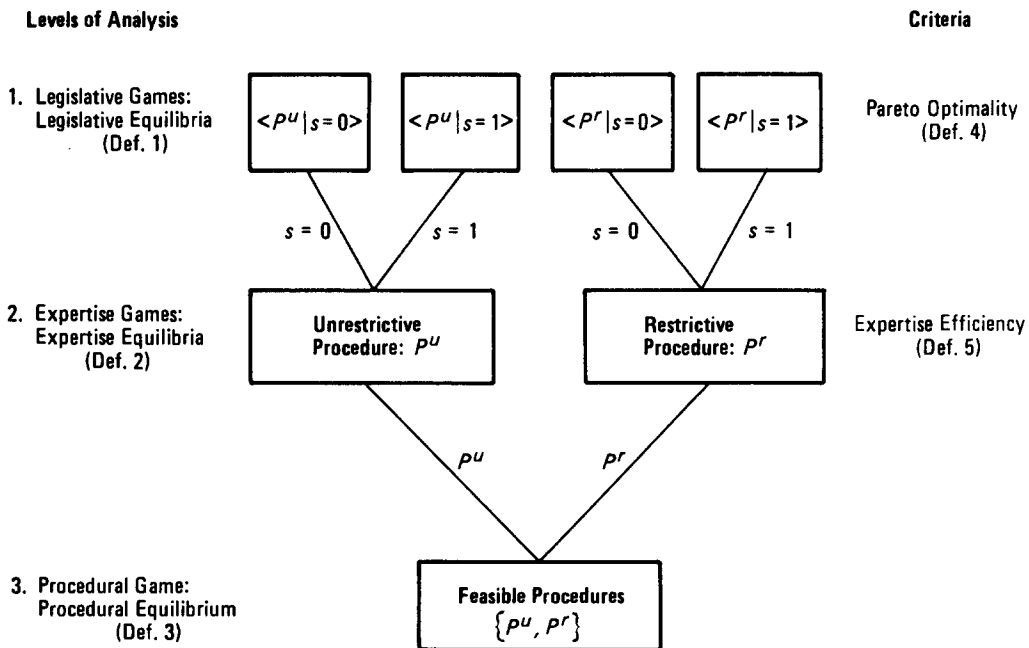 Levels of Analysis
Criteria
1. Legislative Games:
Legislative Equilibria
(Def. 1)
<P^u|s=0>
<P^u|s=1>
<P^r|s=0>
<P^r|s=1>
Pareto Optimality
(Def. 4)
s = 0
s = 1
s = 0
s = 1
2. Expertise Games:
Expertise Equilibria
(Def. 2)
Unrestrictive
Procedure: P^u
Restrictive
Procedure: P^r
Expertise Efficiency
(Def. 5)
P^u
P^r
3. Procedural Game:
Procedural Equilibrium
(Def. 3)
Feasible Procedures
{P^u, P^r}